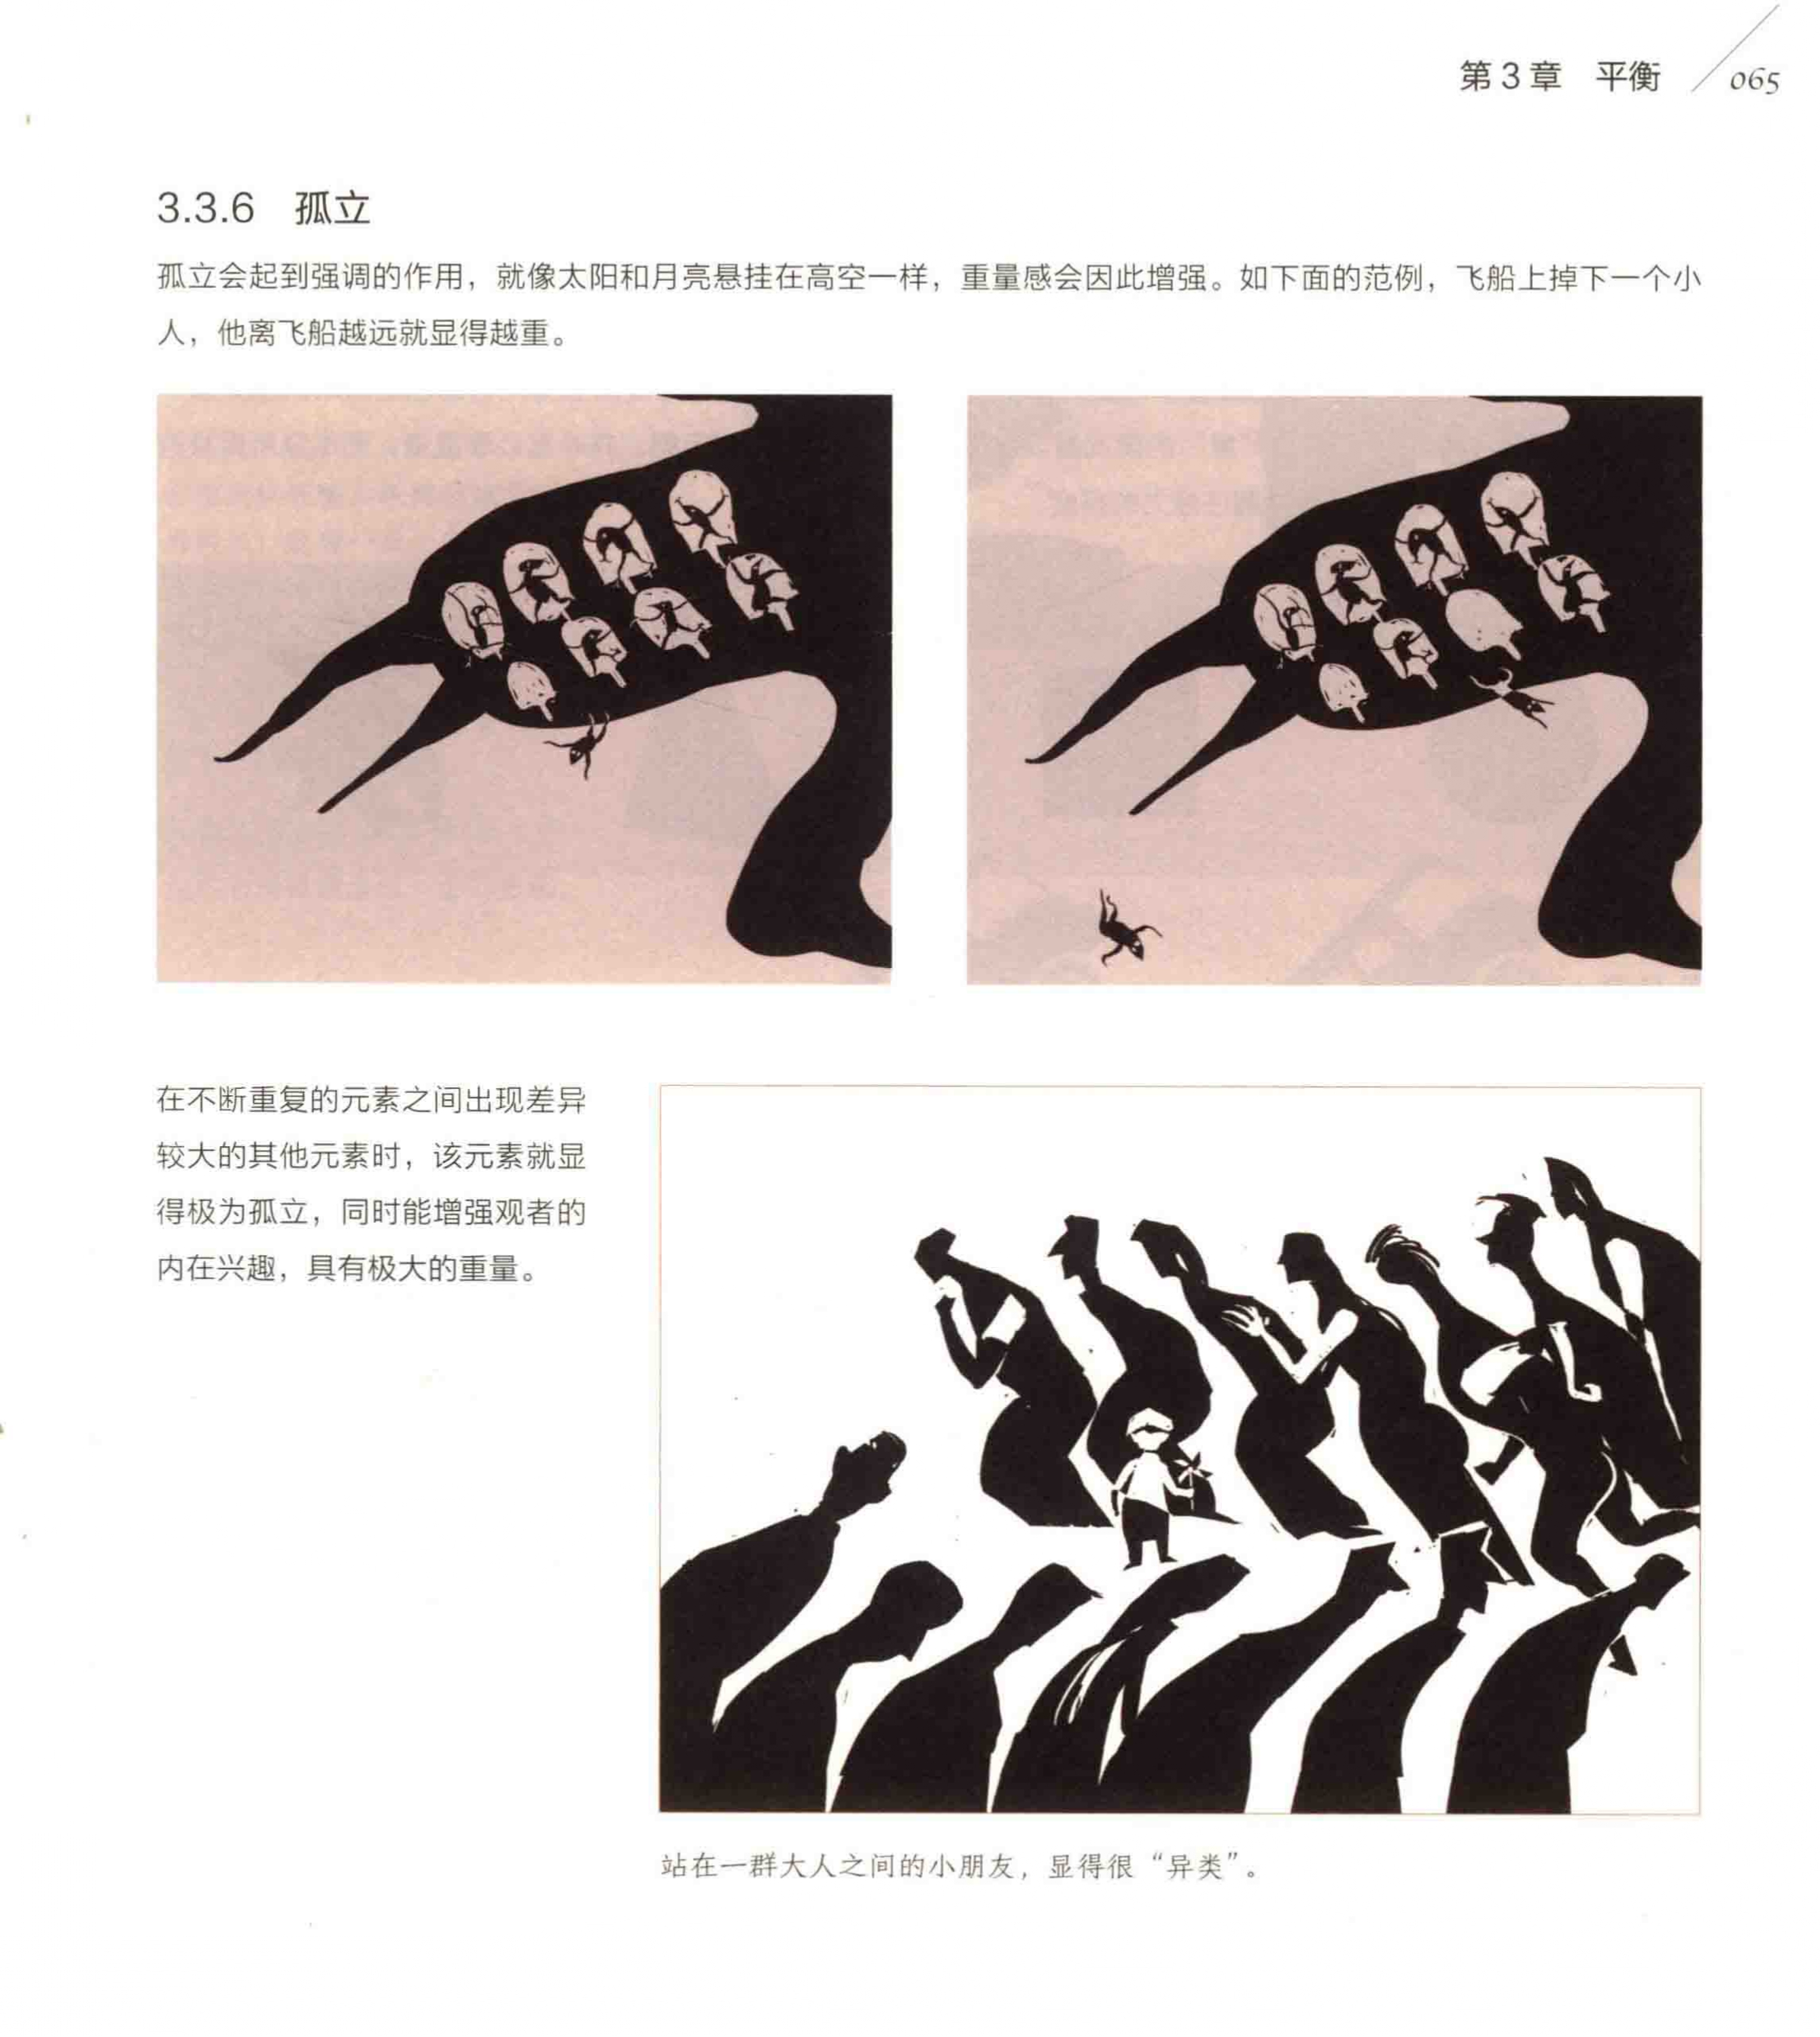 第3章 平衡 065
3.3.6 孤立
孤立会起到强调的作用，就像太阳和月亮悬挂在高空一样，重量感会因此增强。如下面的范例，飞船上掉下一个小
人，他离飞船越远就显得越重。
在不断重复的元素之间出现差异
较大的其他元素时，该元素就显
得极为孤立，同时能增强观者的
内在兴趣，具有极大的重量。
站在一群大人之间的小朋友，显得很“异类”。